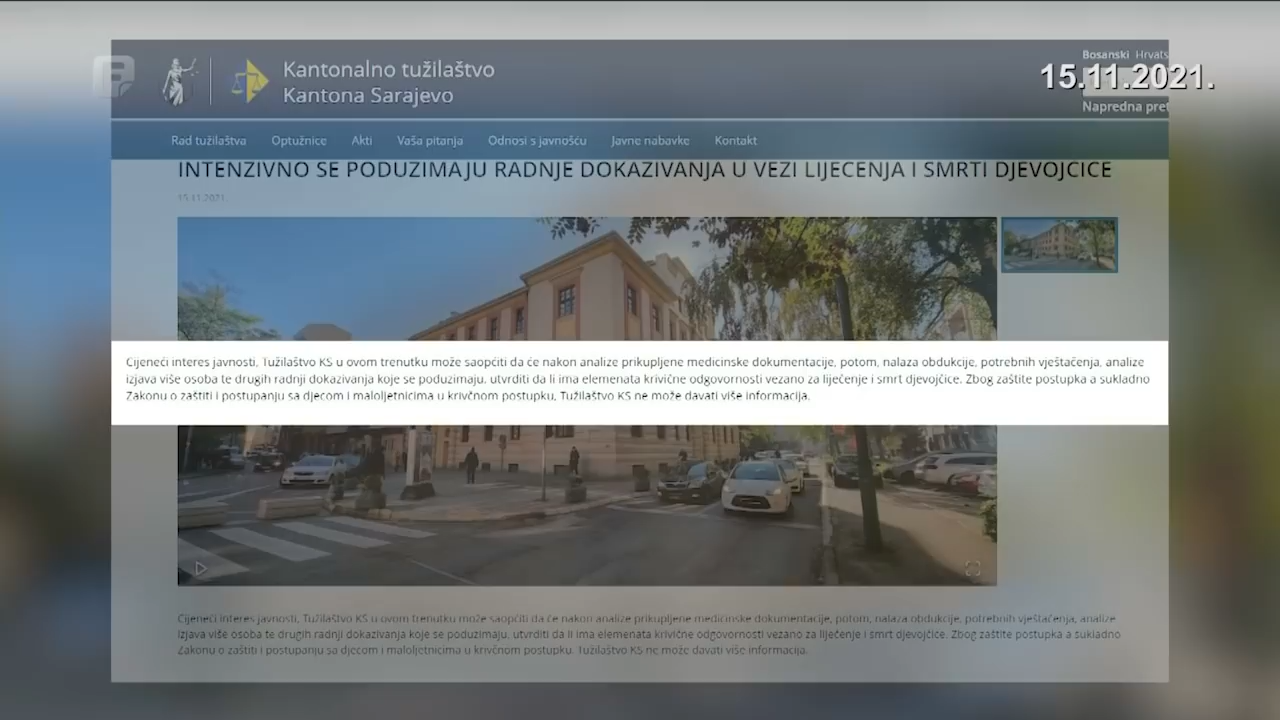 Kantonalno tužilaštvo
Kantona Sarajevo
Bosanski Hrvats
15.11.2021.
Napredna pret
Rad tužilaštva Optužnice Akti Vaša pitanja Odnosi s javnošću Javne nabavke Kontakt
INTENZIVNO SE PODUZIMAJU RADNJE DOKAZIVANJA U VEZI LIJEČENJA I SMRTI DJEVOJČICE
15.11.2021.
Cijeneći interes javnosti, Tužilaštvo KS u ovom trenutku može saopćiti da će nakon analize prikupljene medicinske dokumentacije, potom, nalaza obdukcije, potrebnih vještačenja, analize
izjava više osoba te drugih radnji dokazivanja koje se poduzimaju, utvrditi da li ima elemenata krivične odgovornosti vezano za liječenje i smrt djevojčice. Zbog zaštite postupka a sukladno
Zakonu o zaštiti i postupanju sa djecom i maloljetnicima u krivčnom postupku, Tužilaštvo KS ne može davati više informacija.
Cijeneći interes javnosti, Tužilaštvo KS u ovom trenutku može saopćiti da će nakon analize prikupljene medicinske dokumentacije, potom, nalaza obdukcije, potrebnih vještačenja, analize
izjava više osoba te drugih radnji dokazivanja koje se poduzimaju, utvrditi da li ima elemenata krivične odgovornosti vezano za liječenje i smrt djevojčice. Zbog zaštite postupka a sukladno
Zakonu o zaštiti i postupanju sa djecom i maloljetnicima u krivčnom postupku, Tužilaštvo KS ne može davati više informacija.